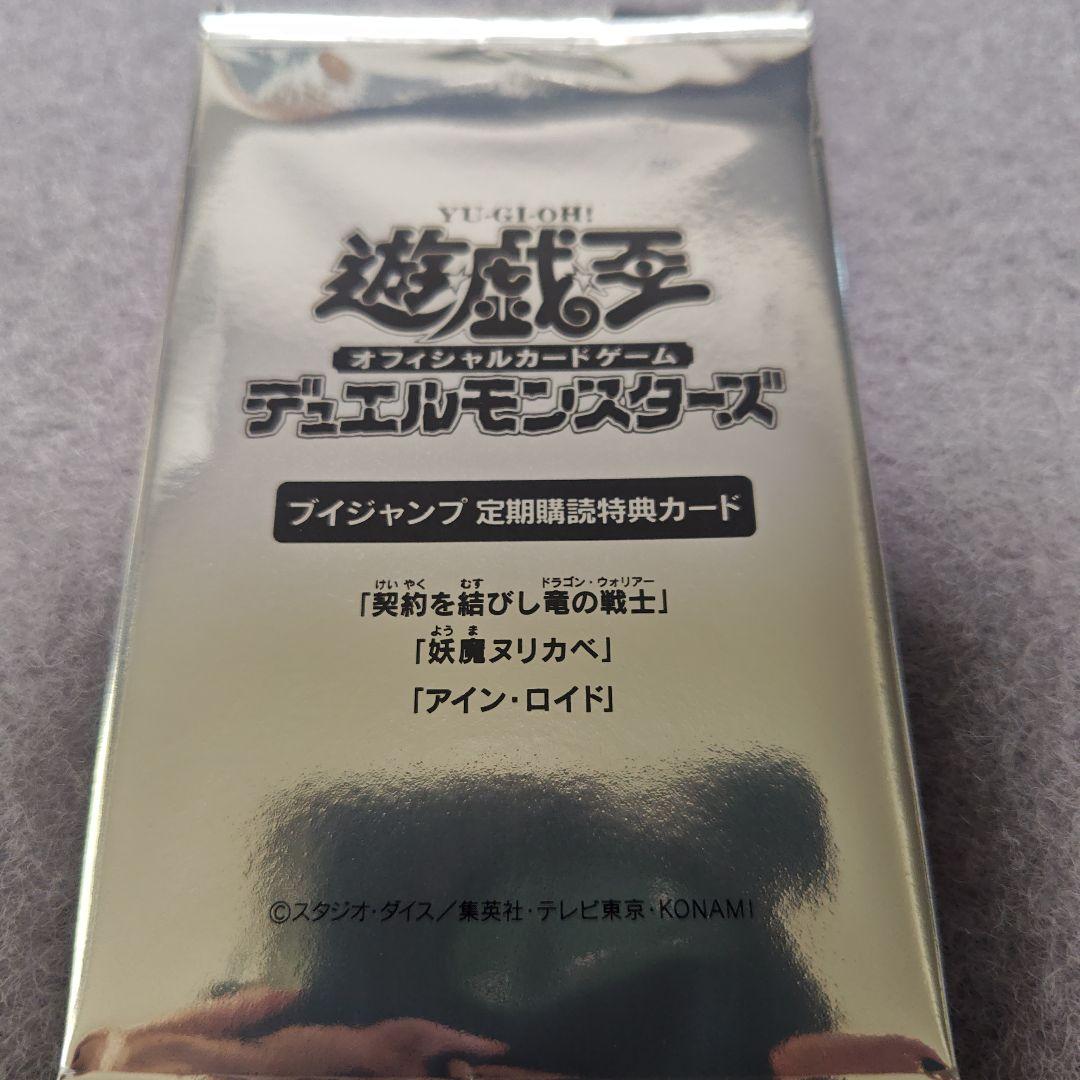 YU-GI-OH!
遊戯王
オフィシャルカードゲーム
デュエルモンスターズ
ブイジャンプ 定期購読特典カード
けい やく むす ドラゴン・ウォリアー
「契約を結びし竜の戦士」
よう ま
「妖魔ヌリカベ」
「アイン・ロイド」
©スタジオ・ダイス/集英社・テレビ東京・KONAMI